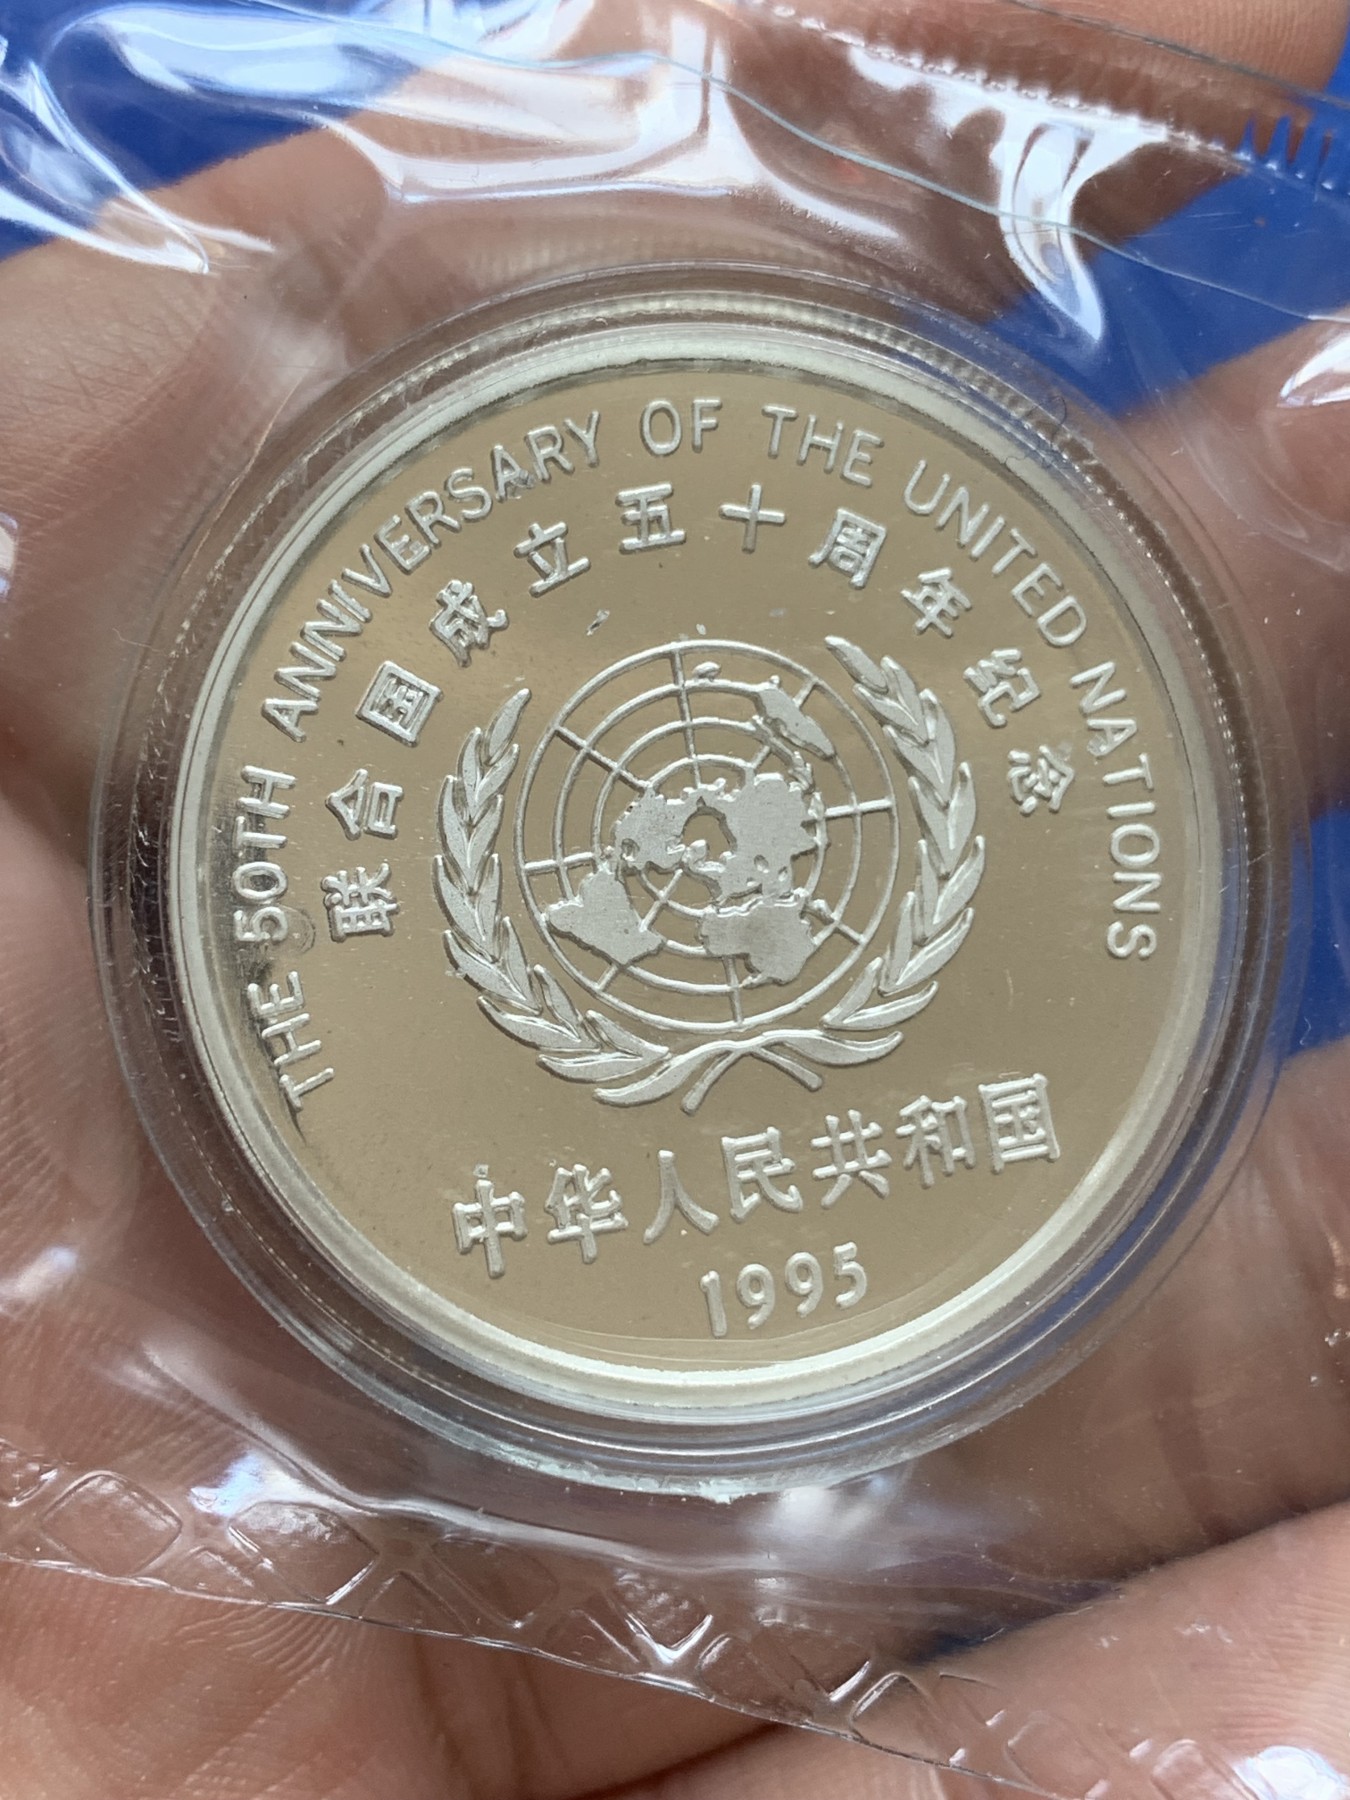 THE 50TH ANNIVERSARY OF THE UNITED NATIONS
联合国成立五十周年纪念
中华人民共和国
1995